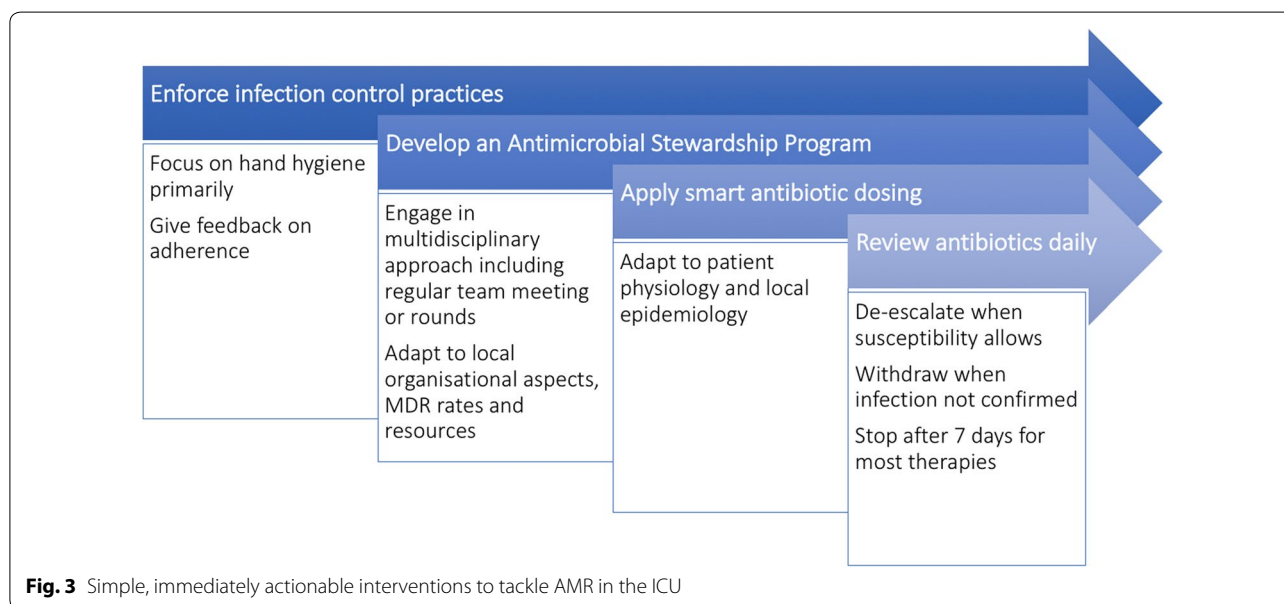 Enforce infection control practices
Focus on hand hygiene
primarily
Give feedback on
adherence
Develop an Antimicrobial Stewardship Program
Engage in
multidisciplinary
approach including
regular team meeting
or rounds
Adapt to local
organisational aspects,
MDR rates and
resources
Apply smart antibiotic dosing
Adapt to patient
physiology and local
epidemiology
Review antibiotics daily
De-escalate when
susceptibility allows
Withdraw when
infection not confirmed
Stop after 7 days for
most therapies
Fig. 3 Simple, immediately actionable interventions to tackle AMR in the ICU